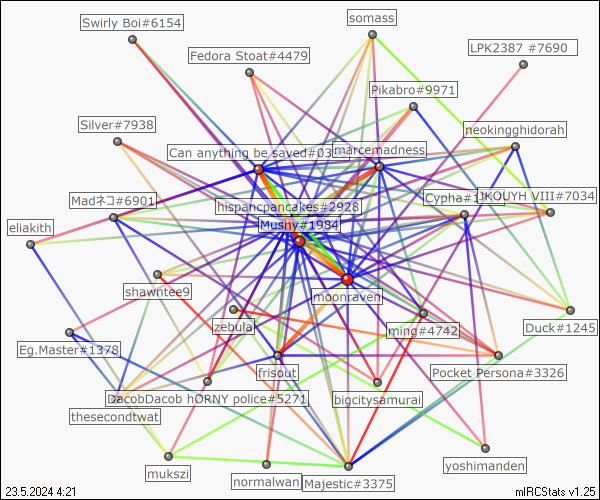 somass
Swirly Boi#6154
LPK2387 #7690
Fedora Stoat#4479
Pikabro#9971
Silver#7938
neokingghidorah
Can anything be saved#03
marcemadness
Madネコ#6901
Cypha#1
JKOUYH VIII#7034
hispancpancakes#2928
Mushy#1984
eliakith
shawntee9
moonraven
zebula
ming#4742
Duck#1245
Eg.Master#1378
frisout
Pocket Persona#3326
DacobDacob hORNY police#5271
bigcitysamurai
thesecondtwat
mukszi
normalwan
Majestic#3375
yoshimanden
23.5.2024 4:21
mIRCStats v1.25